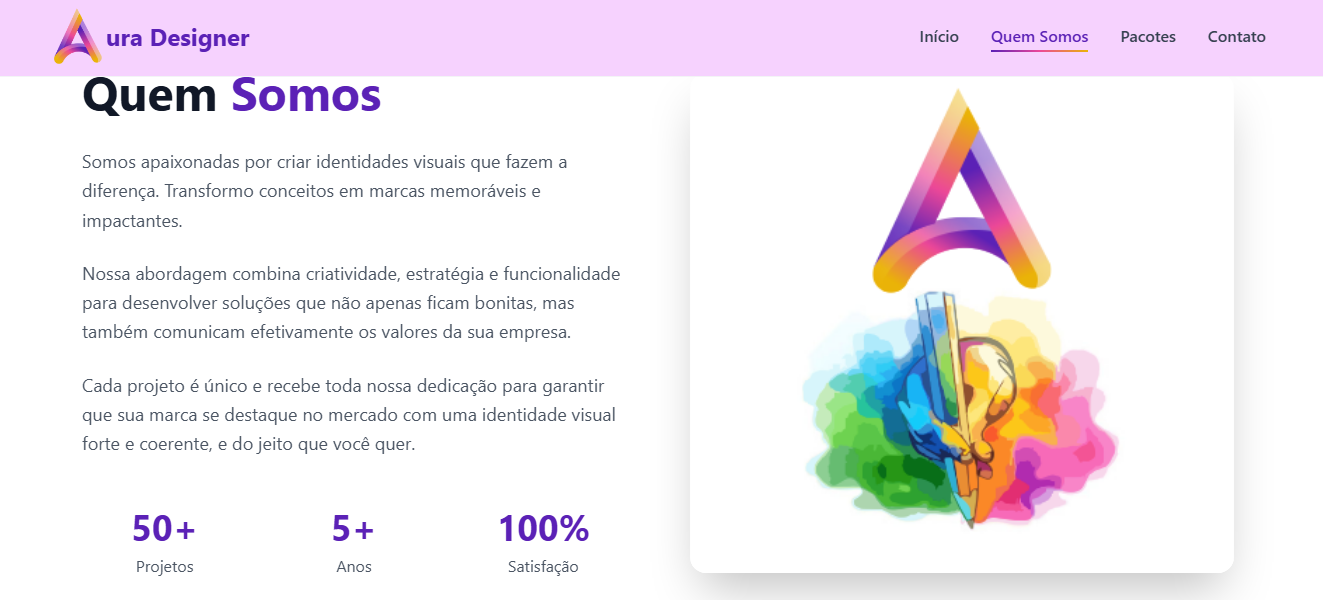 ura Designer
Início
Quem Somos
Pacotes
Contato
Quem Somos
Somos apaixonadas por criar identidades visuais que fazem a
diferença. Transformo conceitos em marcas memoráveis e
impactantes.
Nossa abordagem combina criatividade, estratégia e funcionalidade
para desenvolver soluções que não apenas ficam bonitas, mas
também comunicam efetivamente os valores da sua empresa.
Cada projeto é único e recebe toda nossa dedicação para garantir
que sua marca se destaque no mercado com uma identidade visual
forte e coerente, e do jeito que você quer.
50+
Projetos
5+
Anos
100%
Satisfação